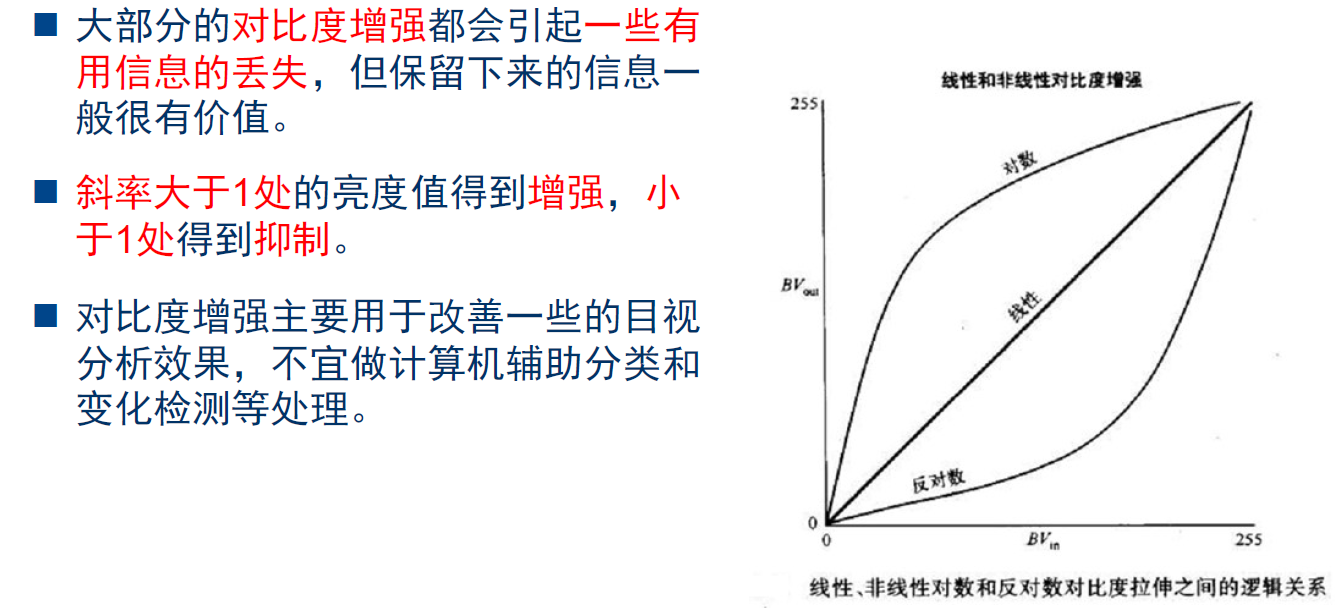 大部分的对比度增强都会引起一些有
用信息的丢失，但保留下来的信息一
般很有价值。
斜率大于1处的亮度值得到增强，小
于1处得到抑制。
对比度增强主要用于改善一些的目视
分析效果，不宜做计算机辅助分类和
变化检测等处理。
线性和非线性对比度增强
255
对数
BVout
线性
反对数
0
0
BVin
255
线性、非线性对数和反对数对比度拉伸之间的逻辑关系